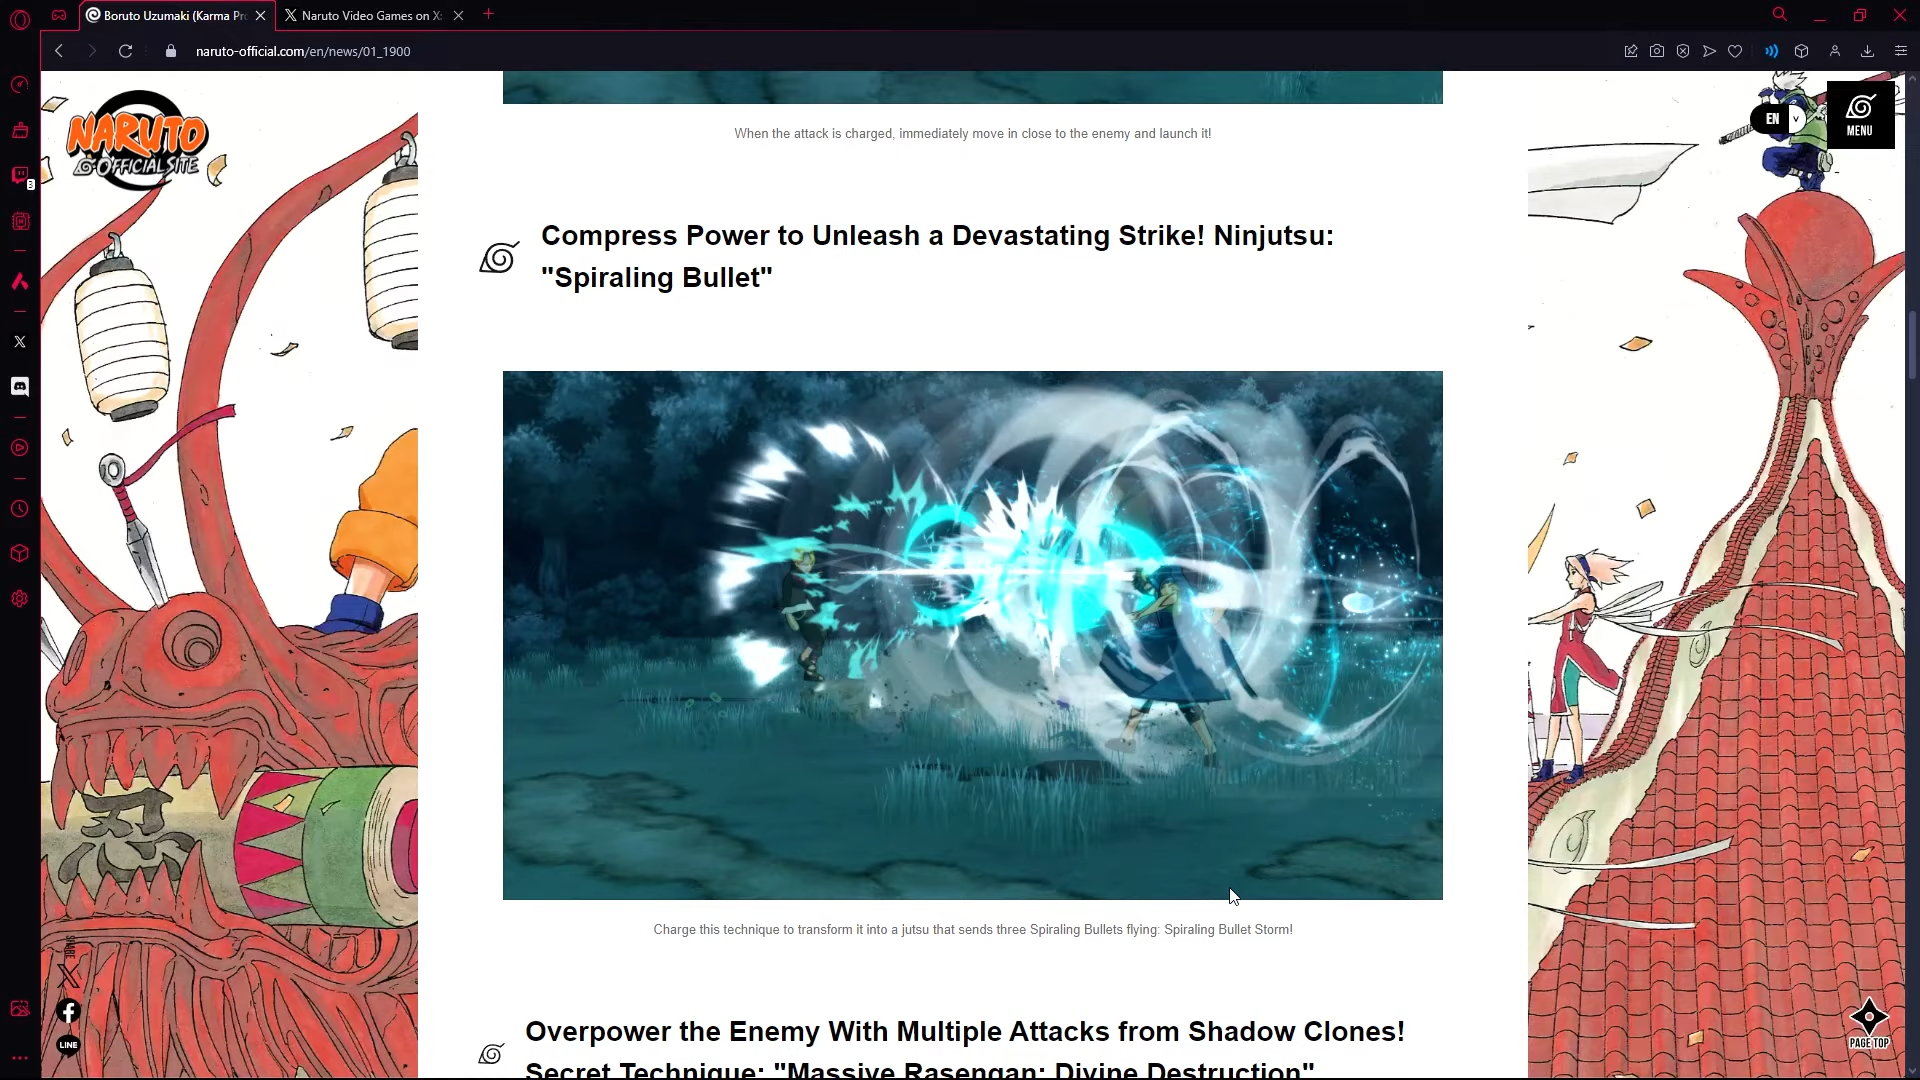 Boruto Uzumaki (Karma Pr
Naruto Video Games on X
naruto-official.com/en/news/01_1900
3
NARUTO
OFFICIAL SITE
EN
MENU
When the attack is charged, immediately move in close to the enemy and launch it!
Compress Power to Unleash a Devastating Strike! Ninjutsu:
"Spiraling Bullet"
忍
Charge this technique to transform it into a jutsu that sends three Spiraling Bullets flying: Spiraling Bullet Storm!
SHARE
LINE
PAGE TOP
Overpower the Enemy With Multiple Attacks from Shadow Clones!
Secret Technique: "Massive Rasengan: Divine Destruction"